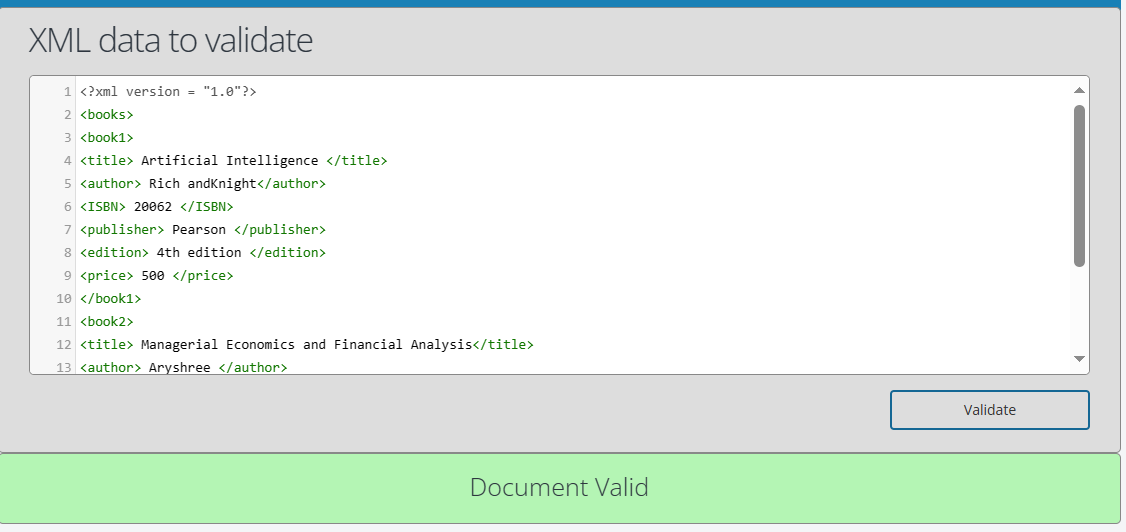 XML data to validate
1 <?xml version = "1.0"?>
2 <books>
3 <book1>
4 <title> Artificial Intelligence </title>
5 <author> Rich andKnight</author>
6 <ISBN> 20062 </ISBN>
7 <publisher> Pearson </publisher>
8 <edition> 4th edition </edition>
9 <price> 500 </price>
10 </book1>
11 <book2>
12 <title> Managerial Economics and Financial Analysis</title>
13 <author> Aryshree </author>
Validate
Document Valid